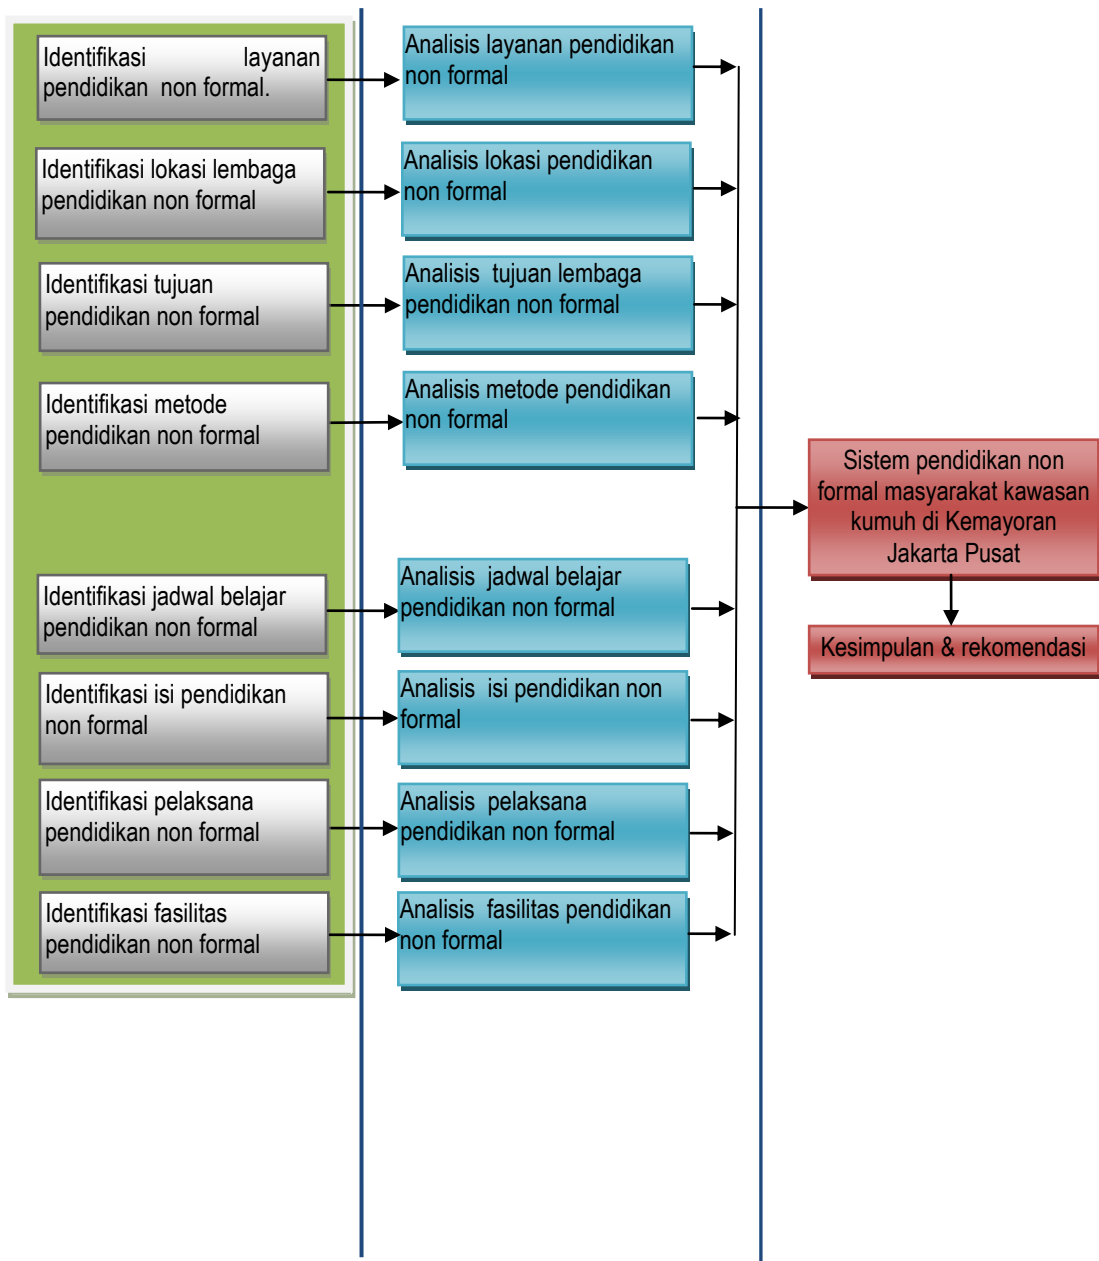 Identifikasi layanan
pendidikan non formal.
Identifikasi lokasi lembaga
pendidikan non formal
Identifikasi tujuan
pendidikan non formal
Identifikasi metode
pendidikan non formal
Identifikasi jadwal belajar
pendidikan non formal
Identifikasi isi pendidikan
non formal
Identifikasi pelaksana
pendidikan non formal
Identifikasi fasilitas
pendidikan non formal
Analisis layanan pendidikan
non formal
Analisis lokasi pendidikan
non formal
Analisis tujuan lembaga
pendidikan non formal
Analisis metode pendidikan
non formal
Analisis jadwal belajar
pendidikan non formal
Analisis isi pendidikan non
formal
Analisis pelaksana
pendidikan non formal
Analisis fasilitas pendidikan
non formal
Sistem pendidikan non
formal masyarakat kawasan
kumuh di Kemayoran
Jakarta Pusat
Kesimpulan & rekomendasi